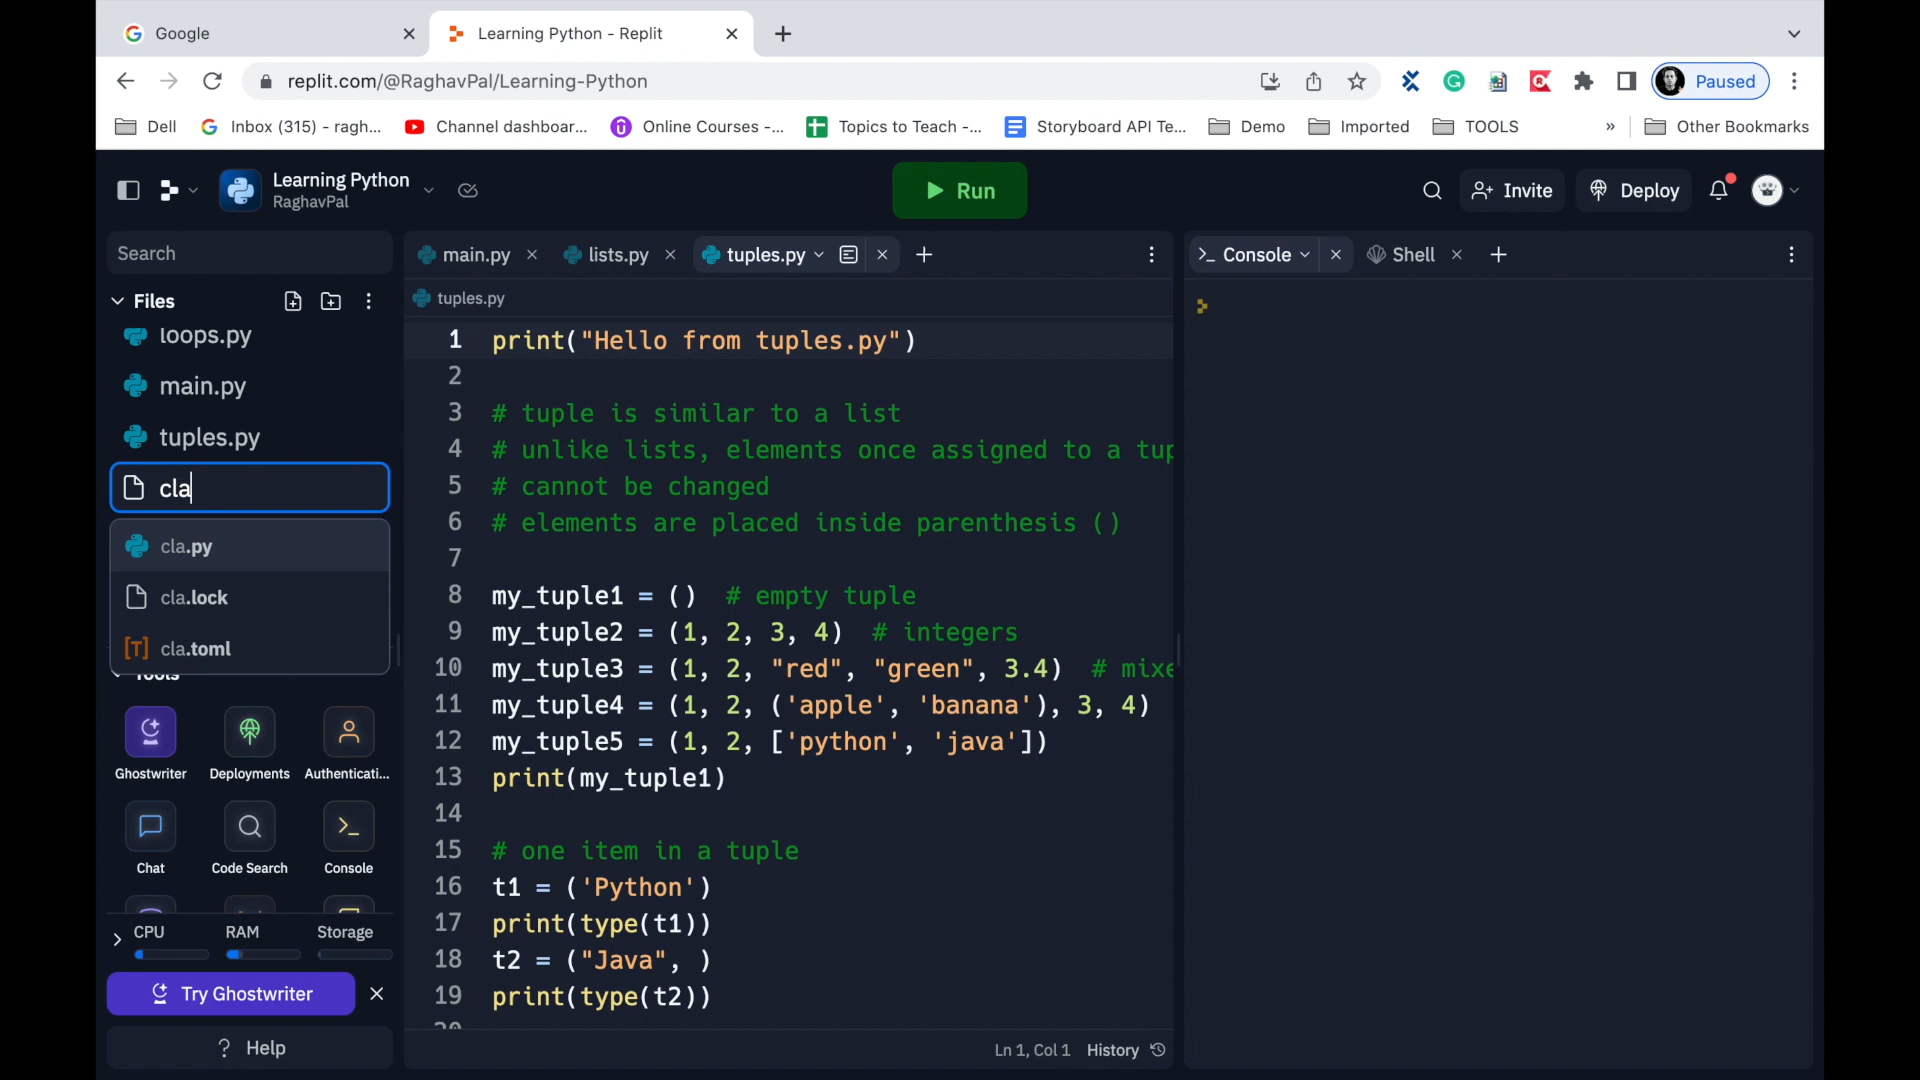 Google
Learning Python - Replit
replit.com/@RaghavPal/Learning-Python
Paused
Dell
Inbox (315) - ragh...
Channel dashboar...
Online Courses -...
Topics to Teach -...
Storyboard API Te...
Demo
Imported
TOOLS
»
Other Bookmarks
Learning Python
RaghavPal
Run
Invite
Deploy
Search
Files
loops.py
main.py
tuples.py
cla
cla.py
cla.lock
cla.toml
Tools
Ghostwriter
Deployments
Authenticati...
Chat
Code Search
Console
CPU
RAM
Storage
Try Ghostwriter
? Help
main.py
lists.py
tuples.py
tuples.py
1 print("Hello from tuples.py")
2
3 # tuple is similar to a list
4 # unlike lists, elements once assigned to a tup
5 # cannot be changed
6 # elements are placed inside parenthesis ()
7
8 my_tuple1 = () # empty tuple
9 my_tuple2 = (1, 2, 3, 4) # integers
10 my_tuple3 = (1, 2, "red", "green", 3.4) # mixe
11 my_tuple4 = (1, 2, ('apple', 'banana'), 3, 4)
12 my_tuple5 = (1, 2, ['python', 'java'])
13 print(my_tuple1)
14
15 # one item in a tuple
16 t1 = ('Python')
17 print(type(t1))
18 t2 = ("Java", )
19 print(type(t2))
20
Ln 1, Col 1 History
Console
Shell